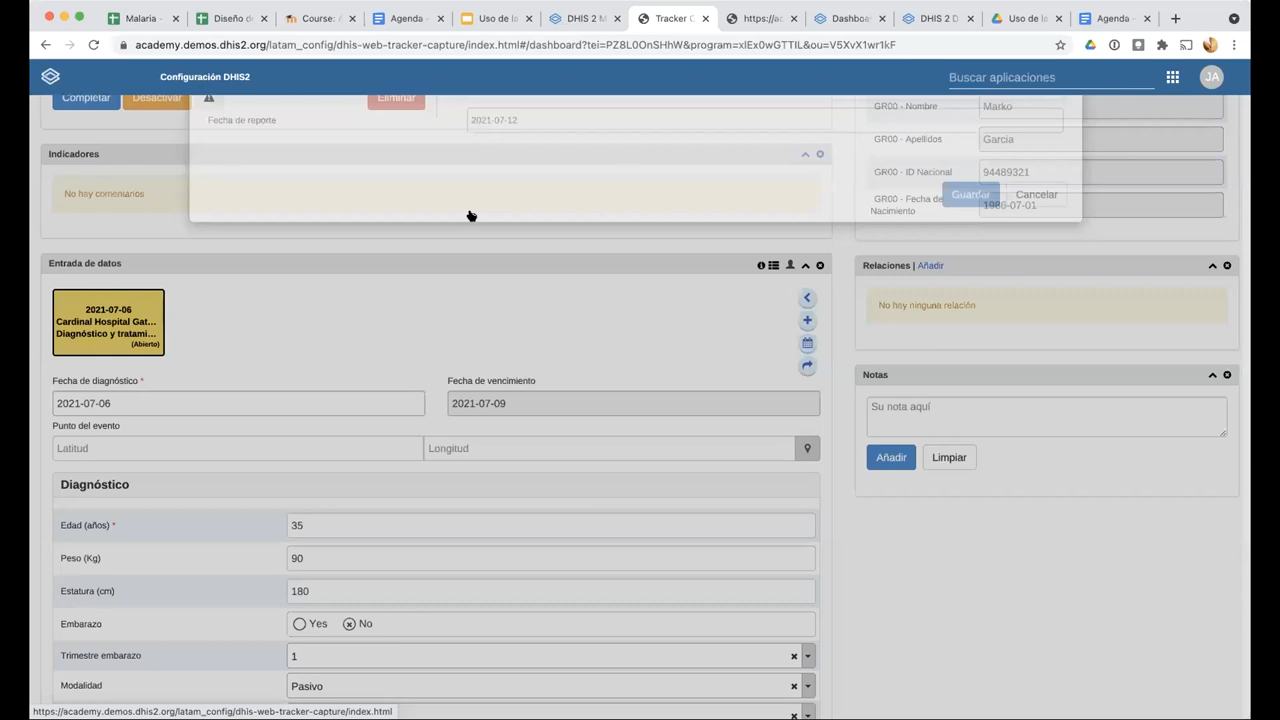 Malaria -
Diseño de
Course: A
Agenda -
Uso de lo
DHIS 2 M
Tracker C
https://ac
Dashboa
DHIS 2 D
Uso de lo
Agenda -
academy.demos.dhis2.org/latam_config/dhis-web-tracker-capture/index.html#/dashboard?tei=PZ8L0OnSHhW&program=xlEx0wGTTIL&ou=V5XvX1wr1kF
Configuración DHIS2
Buscar aplicaciones
JA
Completar
Desactivar
Eliminar
Fecha de reporte
2021-07-12
Guardar
Cancelar
GR00 - Nombre
Marko
GR00 - Apellidos
Garcia
GR00 - ID Nacional
94489321
GR00 - Fecha de
Nacimiento
1986-07-01
Indicadores
No hay comentarios
Entrada de datos
2021-07-06
Cardinal Hospital Gat...
Diagnóstico y tratami...
(Abierto)
Fecha de diagnóstico *
Fecha de vencimiento
2021-07-06
2021-07-09
Punto del evento
Latitud
Longitud
Diagnóstico
Edad (años) *
35
Peso (Kg)
90
Estatura (cm)
180
Embarazo
Yes
No
Trimestre embarazo
1
Modalidad
Pasivo
Relaciones | Añadir
No hay ninguna relación
Notas
Su nota aquí
Añadir
Limpiar
https://academy.demos.dhis2.org/latam_config/dhis-web-tracker-capture/index.html